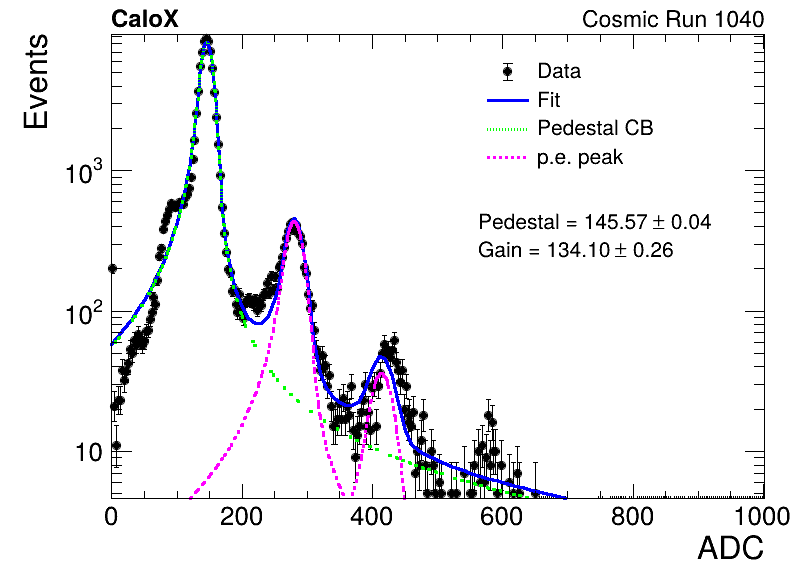 CaloX Cosmic Run 1040
Events
Data
Fit
Pedestal CB
p.e. peak
Pedestal = 145.57 ± 0.04
Gain = 134.10 ± 0.26
10³
10²
10
0 200 400 600 800 1000
ADC